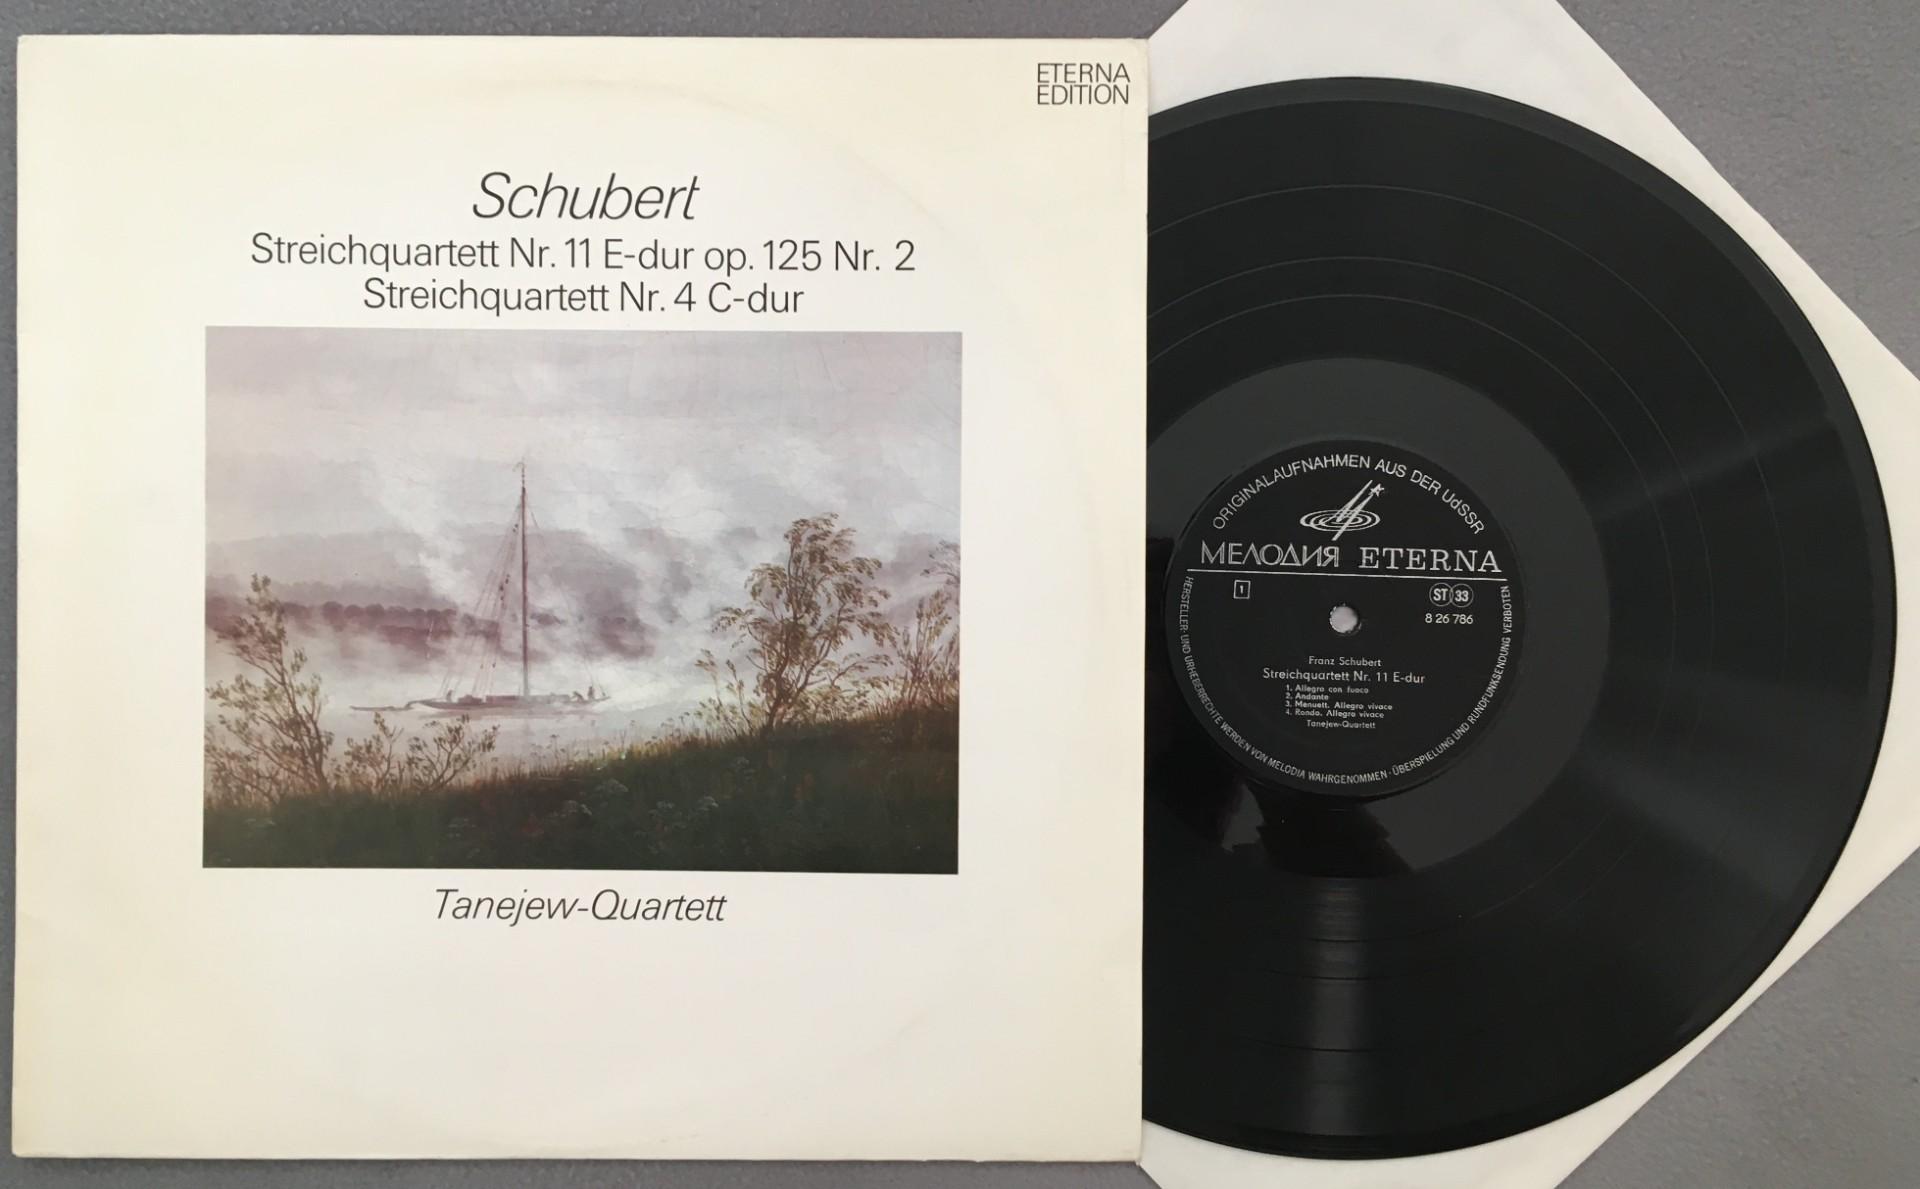 ETERNA
EDITION
Schubert
Streichquartett Nr. 11 E-dur op. 125 Nr. 2
Streichquartett Nr. 4 C-dur
Tanejew-Quartett
ORIGINALAUFNAHMEN AUS DER UdSSR
МЕЛОДИЯ ETERNA
1
ST 33
8 26 786
Franz Schubert
Streichquartett Nr. 11 E-dur
1. Allegro con fuoco
2. Andante
3. Menuett. Allegro vivace
4. Rondo. Allegro vivace
Tanejew-Quartett
HERSTELLER- UND URHEBERRECHTE WERDEN VON MELODIA WAHRGENOMMEN · ÜBERSPIELUNG UND RUNDFUNKSENDUNG VERBOTEN